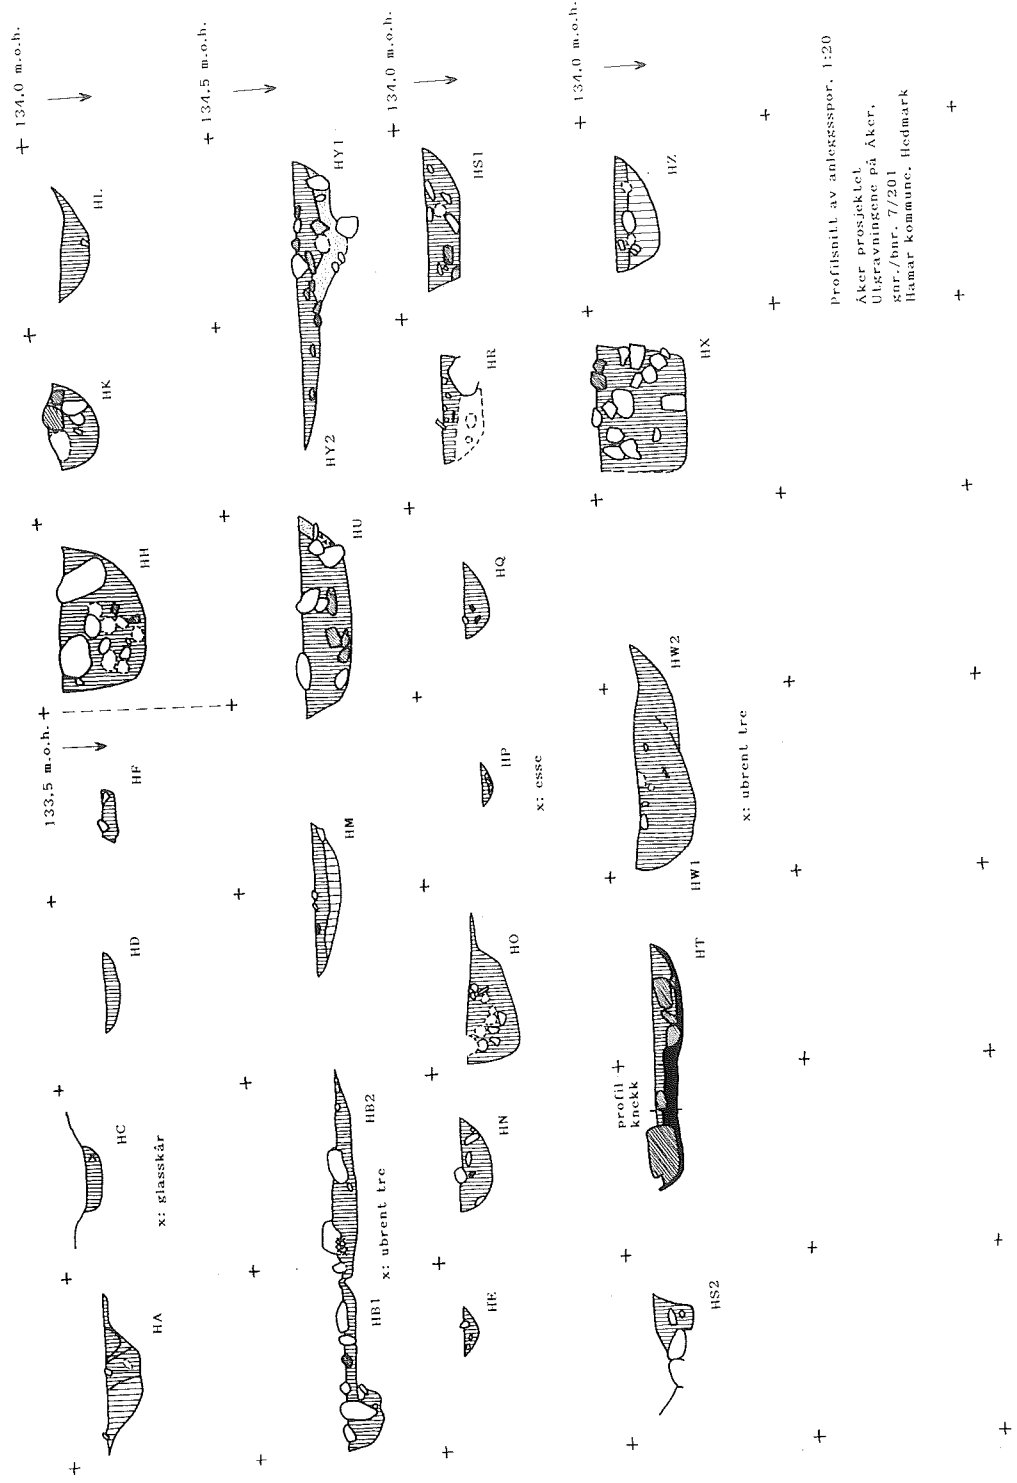 133.5 m.o.h.
134.0 m.o.h.
HA
HC
x: glasskår
HD
HF
HH
HK
HL
134.5 m.o.h.
HB1
HB2
x: ubrent tre
HM
HU
HY2
HY1
134.0 m.o.h.
HE
HN
HO
HP
x: esse
HQ
HR
HS1
134.0 m.o.h.
HS2
profil
knekk
HT
HW1
HW2
x: ubrent tre
HX
HZ
Profilsnitt av anleggsspor, 1:20
Åker prosjektet
Utgravningene på Åker,
gnr./bnr. 7/201
Hamar kommune, Hedmark